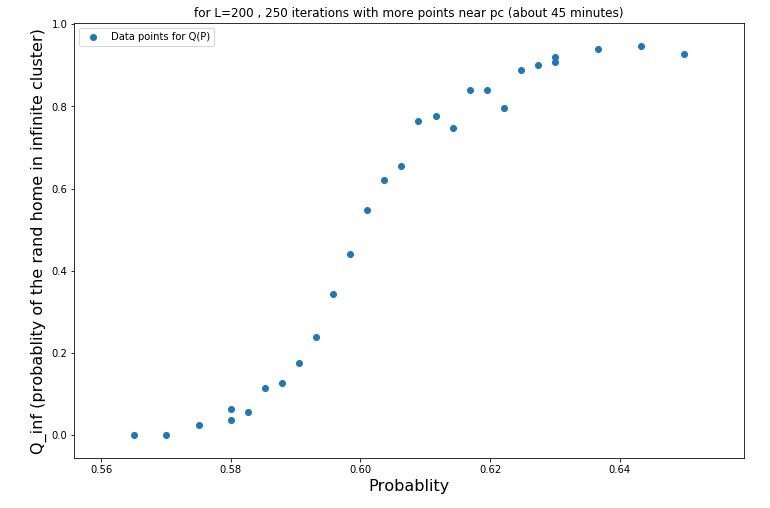 for L=200 , 250 iterations with more points near pc (about 45 minutes)
1.0
Data points for Q(P)
0.8
0.6
0.4
0.2
0.0
Q_inf (probablity of the rand home in infinite cluster)
0.56
0.58
0.60
0.62
0.64
Probablity